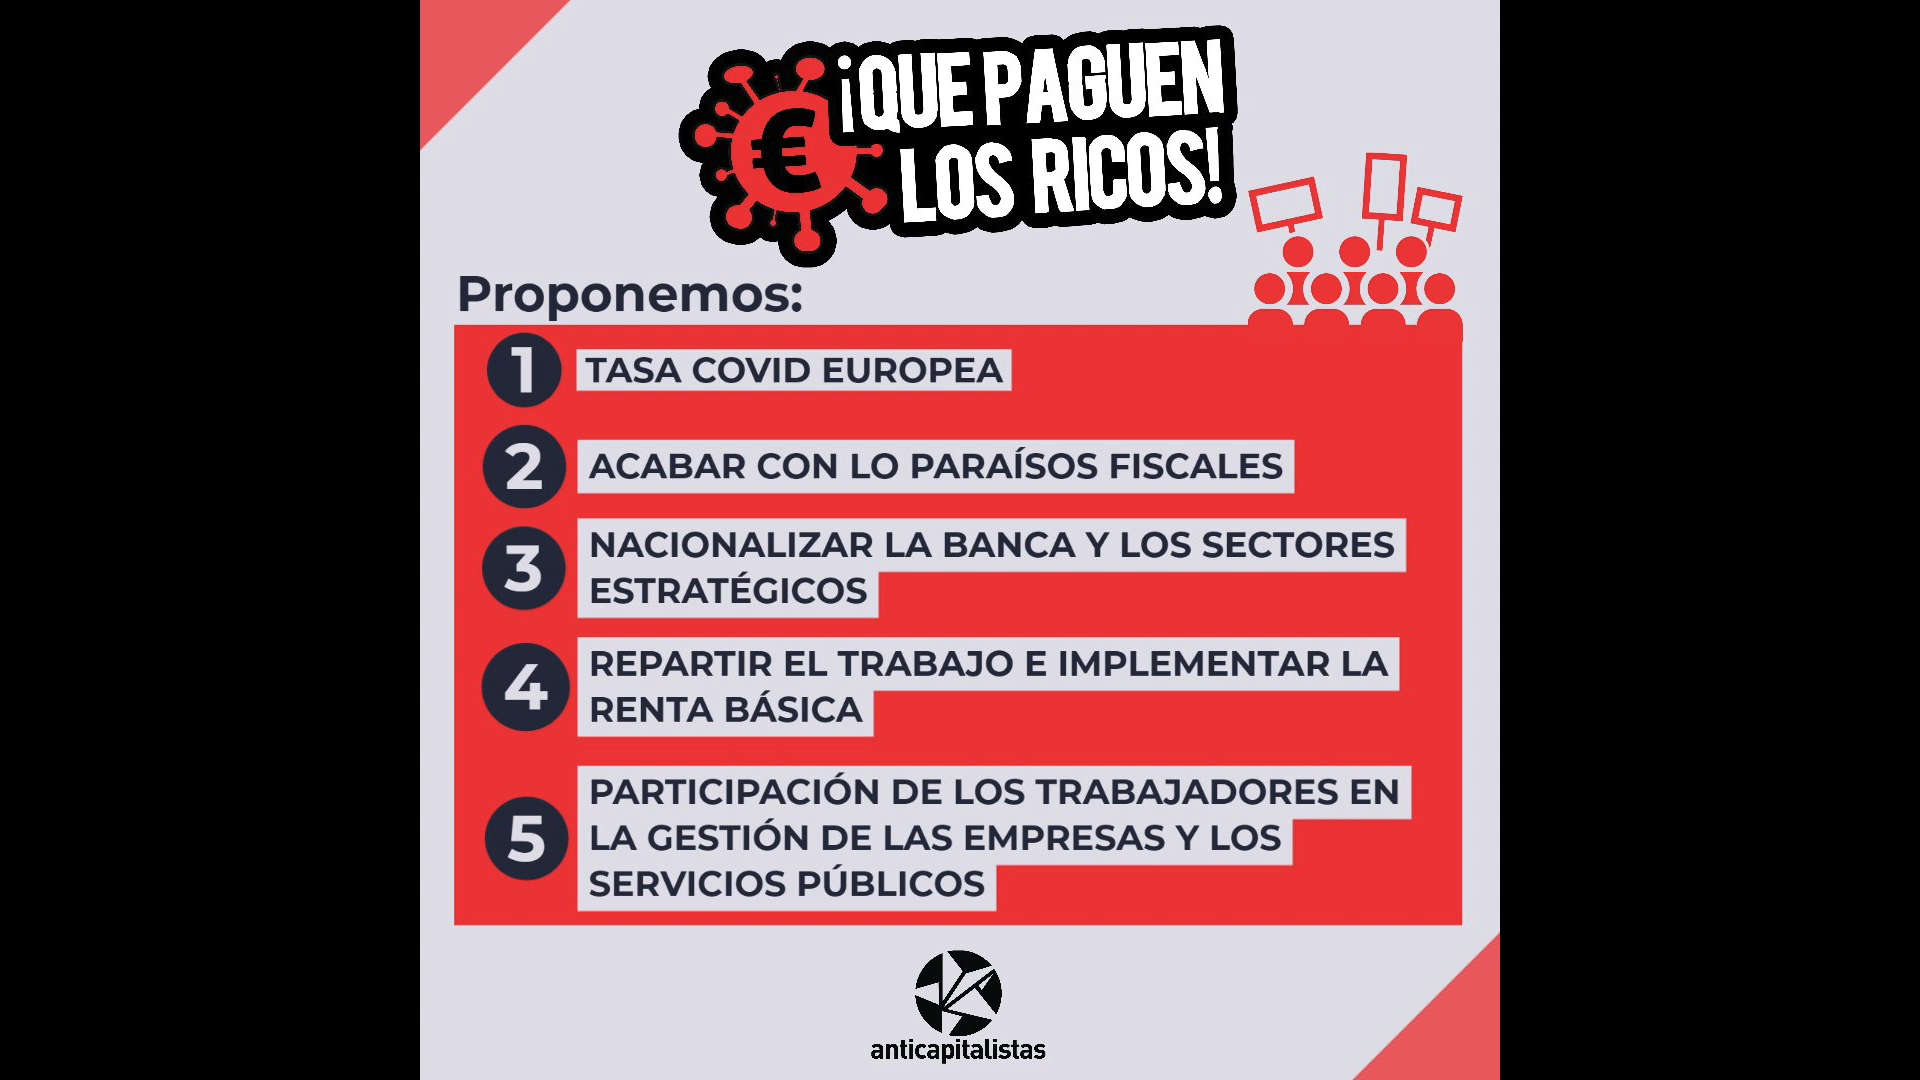 ¡QUE PAGUEN
LOS RICOS!
€
Proponemos:
1 TASA COVID EUROPEA
2 ACABAR CON LO PARAÍSOS FISCALES
3 NACIONALIZAR LA BANCA Y LOS SECTORES
ESTRATÉGICOS
4 REPARTIR EL TRABAJO E IMPLEMENTAR LA
RENTA BÁSICA
5 PARTICIPACIÓN DE LOS TRABAJADORES EN
LA GESTIÓN DE LAS EMPRESAS Y LOS
SERVICIOS PÚBLICOS
anticapitalistas